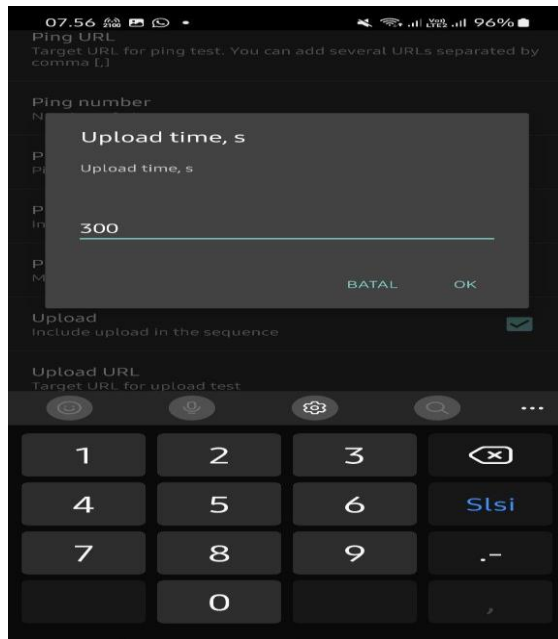 07.56
96%
Ping URL
Target URL for ping test. You can add several URLs separated by
comma [,]
Ping number
Upload time, s
Upload time, s
300
BATAL OK
Upload
Include upload in the sequence
Upload URL
Target URL for upload test
1 2 3
4 5 6 Slsi
7 8 9 .-
0 ,